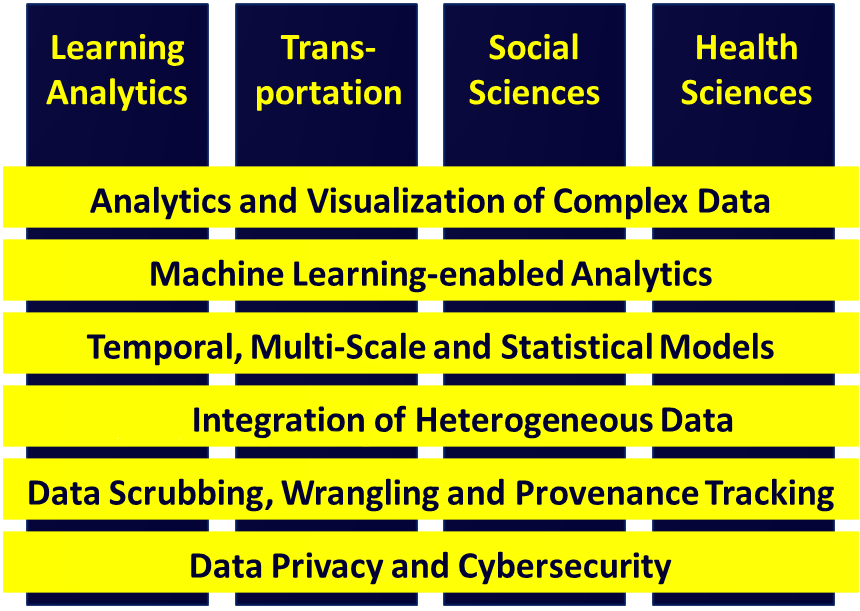 Learning
Analytics
Trans-
portation
Social
Sciences
Health
Sciences
Analytics and Visualization of Complex Data
Machine Learning-enabled Analytics
Temporal, Multi-Scale and Statistical Models
Integration of Heterogeneous Data
Data Scrubbing, Wrangling and Provenance Tracking
Data Privacy and Cybersecurity